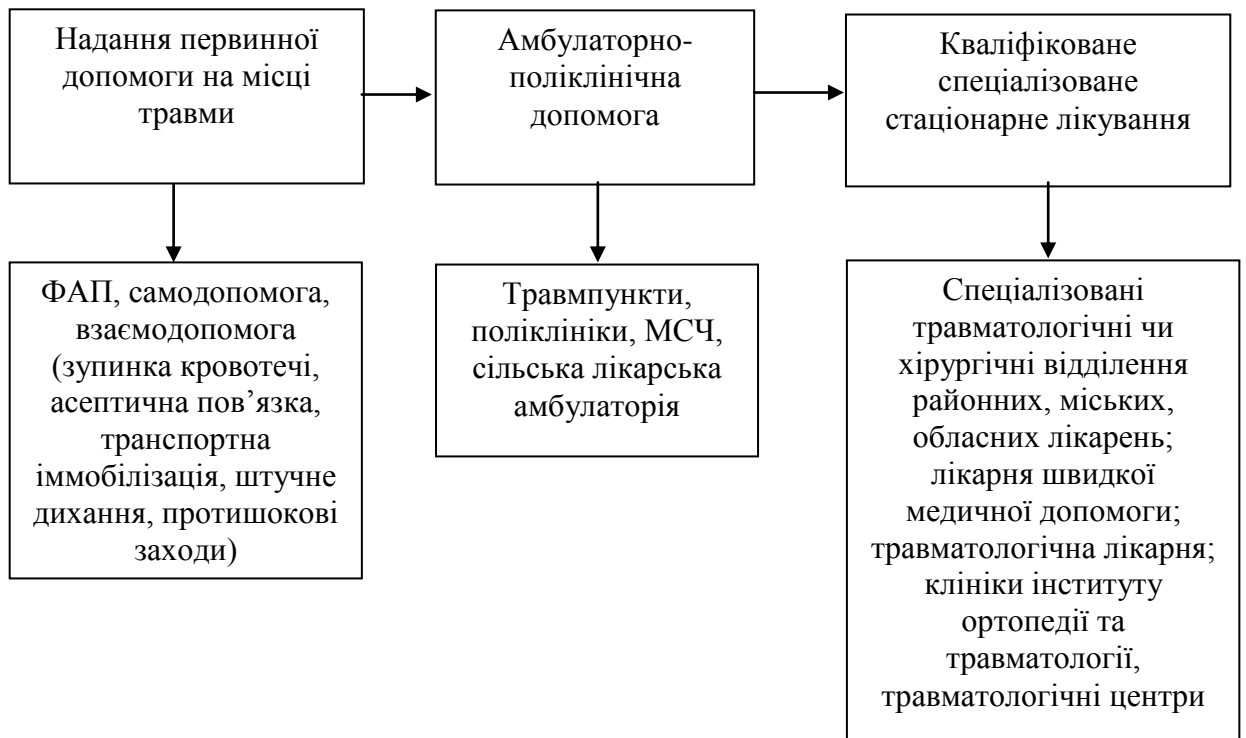 Надання первинної
допомоги на місці
травми
Амбулаторно-
поліклінічна
допомога
Кваліфіковане
спеціалізоване
стаціонарне лікування
ФАП, самодопомога,
взаємодопомога
(зупинка кровотечі,
асептична пов’язка,
транспортна
іммобілізація, штучне
дихання, протишокові
заходи)
Травмпункти,
поліклініки, МСЧ,
сільська лікарська
амбулаторія
Спеціалізовані
травматологічні чи
хірургічні відділення
районних, міських,
обласних лікарень;
лікарня швидкої
медичної допомоги;
травматологічна лікарня;
клініки інституту
ортопедії та
травматології,
травматологічні центри